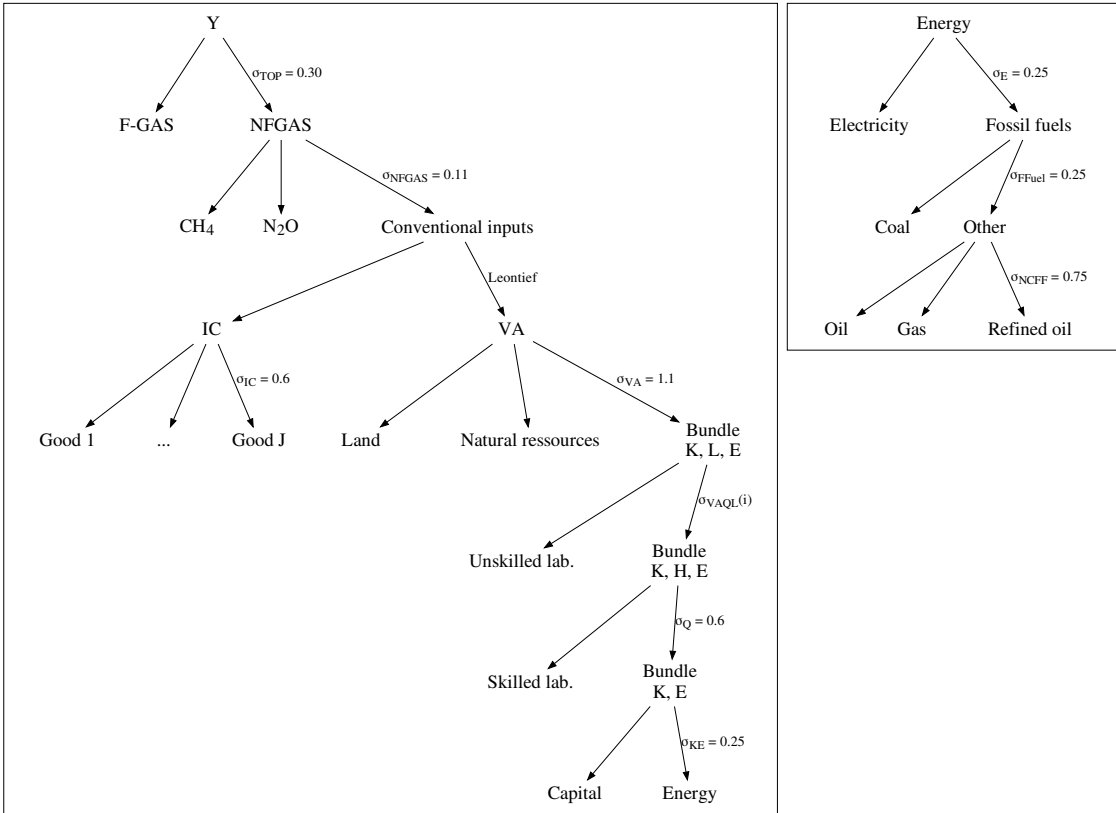 Y
σTOP = 0.30
F-GAS
NFGAS
σNFGAS = 0.11
CH4
N2O
Conventional inputs
Leontief
IC
VA
σIC = 0.6
σVA = 1.1
Good 1
...
Good J
Land
Natural ressources
Bundle
K, L, E
σVAQL(i)
Unskilled lab.
Bundle
K, H, E
σQ = 0.6
Skilled lab.
Bundle
K, E
σKE = 0.25
Capital
Energy
Energy
σE = 0.25
Electricity
Fossil fuels
σFFuel = 0.25
Coal
Other
σNCFF = 0.75
Oil
Gas
Refined oil